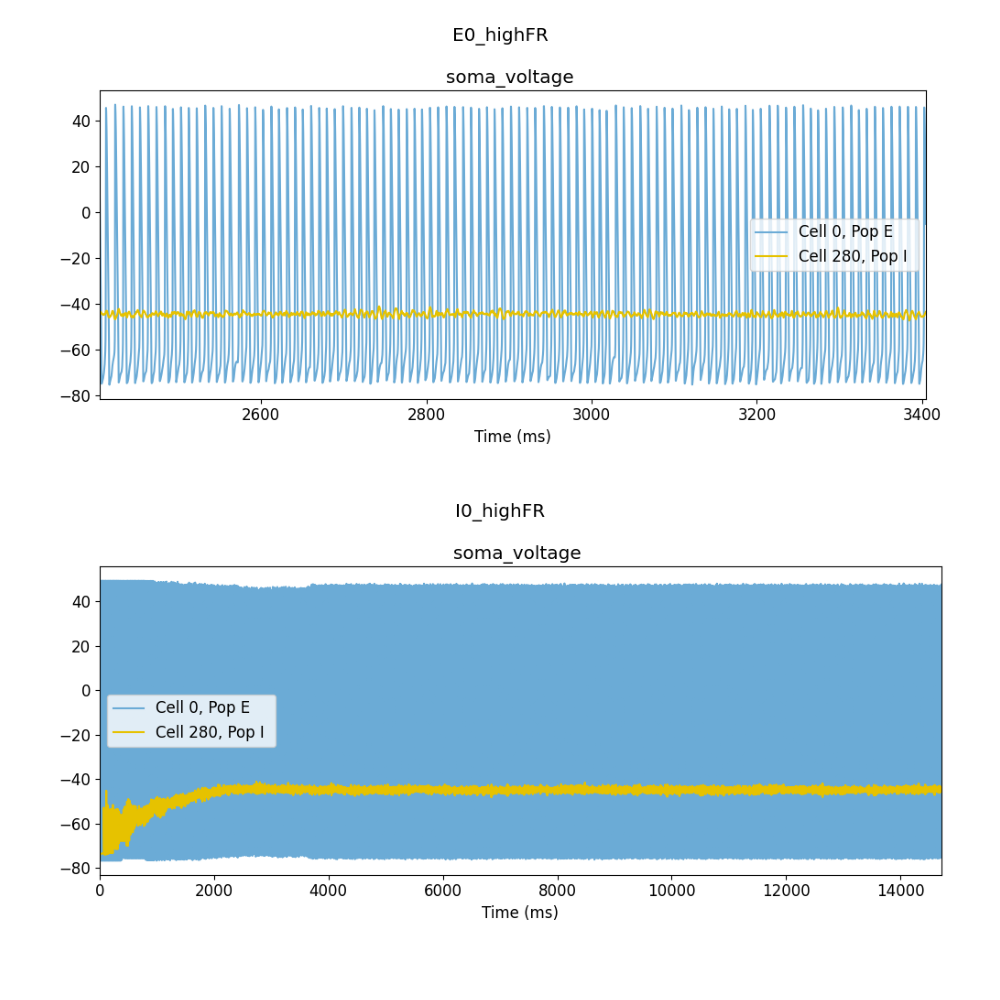 E0_highFR
soma_voltage
40
20
0
−20
−40
−60
−80
Cell 0, Pop E
Cell 280, Pop I
2600 2800 3000 3200 3400
Time (ms)
I0_highFR
soma_voltage
40
20
0
−20
−40
−60
−80
Cell 0, Pop E
Cell 280, Pop I
0 2000 4000 6000 8000 10000 12000 14000
Time (ms)